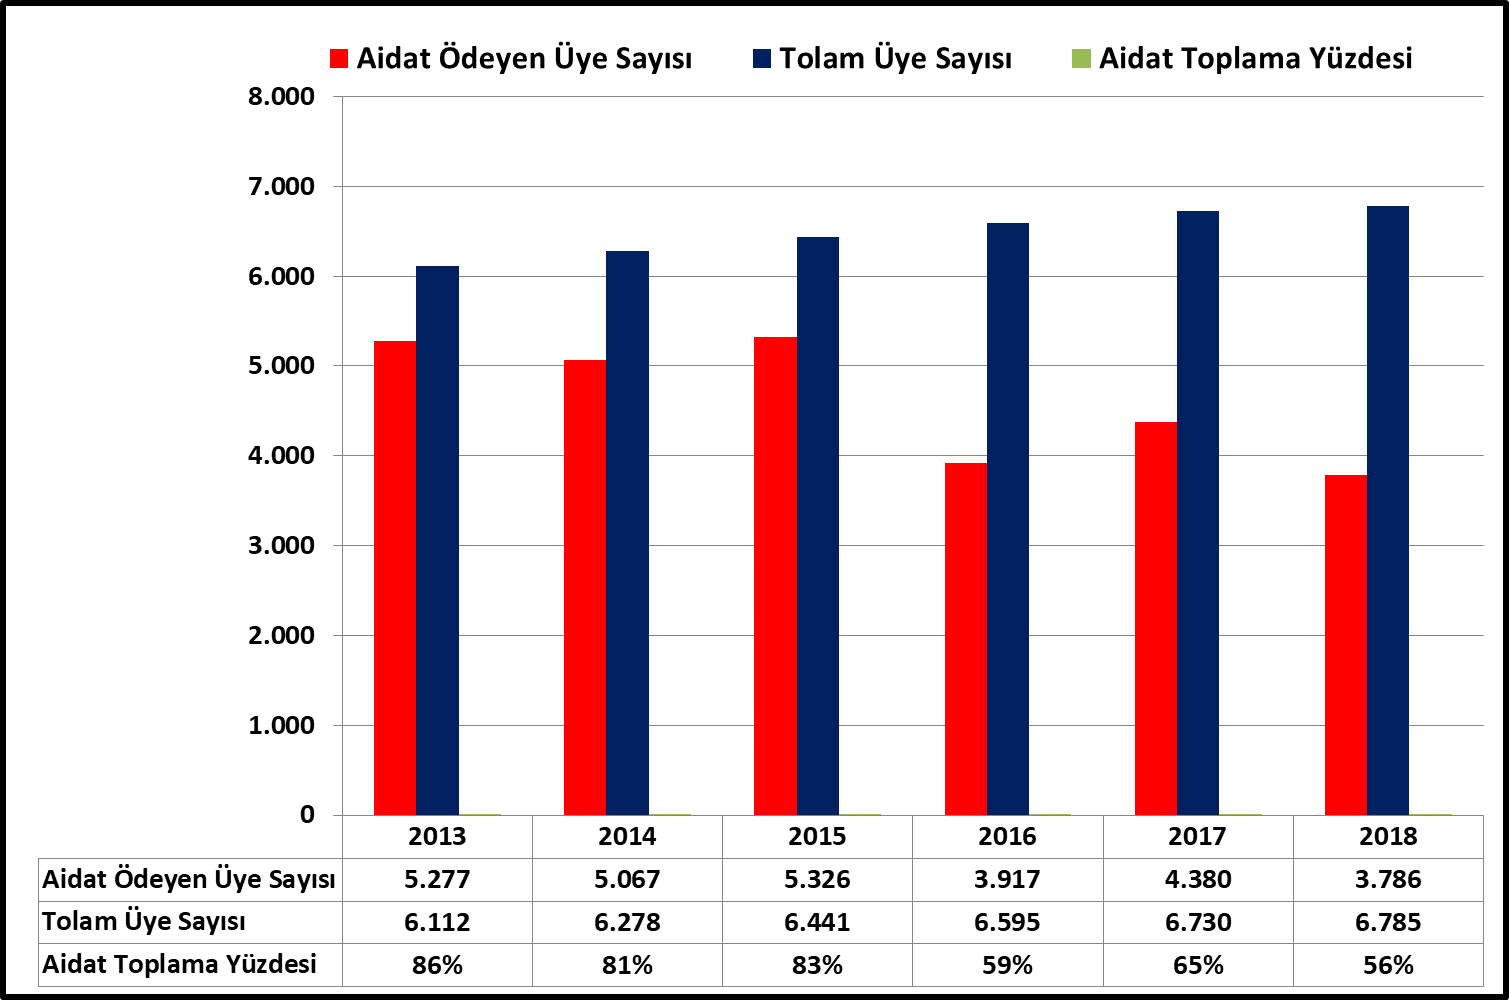 Aidat Ödeyen Üye Sayısı Tolam Üye Sayısı Aidat Toplama Yüzdesi
8.000
7.000
6.000
5.000
4.000
3.000
2.000
1.000
0
2013 2014 2015 2016 2017 2018
Aidat Ödeyen Üye Sayısı 5.277 5.067 5.326 3.917 4.380 3.786
Tolam Üye Sayısı 6.112 6.278 6.441 6.595 6.730 6.785
Aidat Toplama Yüzdesi 86% 81% 83% 59% 65% 56%